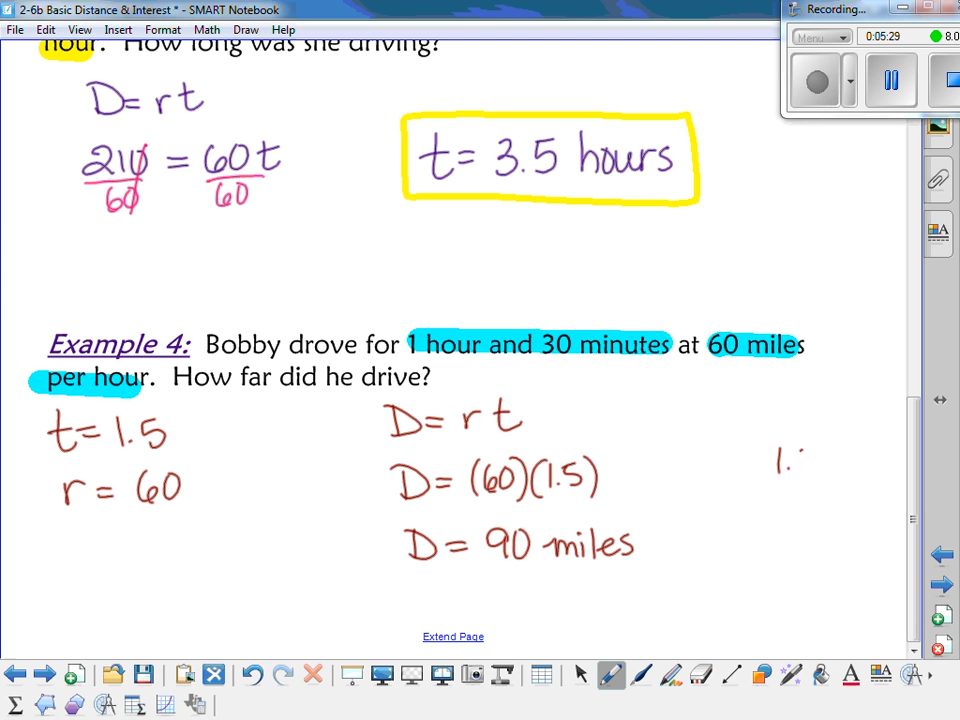 2-6b Basic Distance & Interest * - SMART Notebook
Recording...
File Edit View Insert Format Math Draw Help
Menu 00:05:29 8.0
hour. How long was she driving?
D= rt
210 = 60t
60 60
t= 3.5 hours
Example 4: Bobby drove for 1 hour and 30 minutes at 60 miles
per hour. How far did he drive?
t= 1.5
r = 60
D= r t
D= (60)(1.5)
D= 90 miles
1.
Extend Page